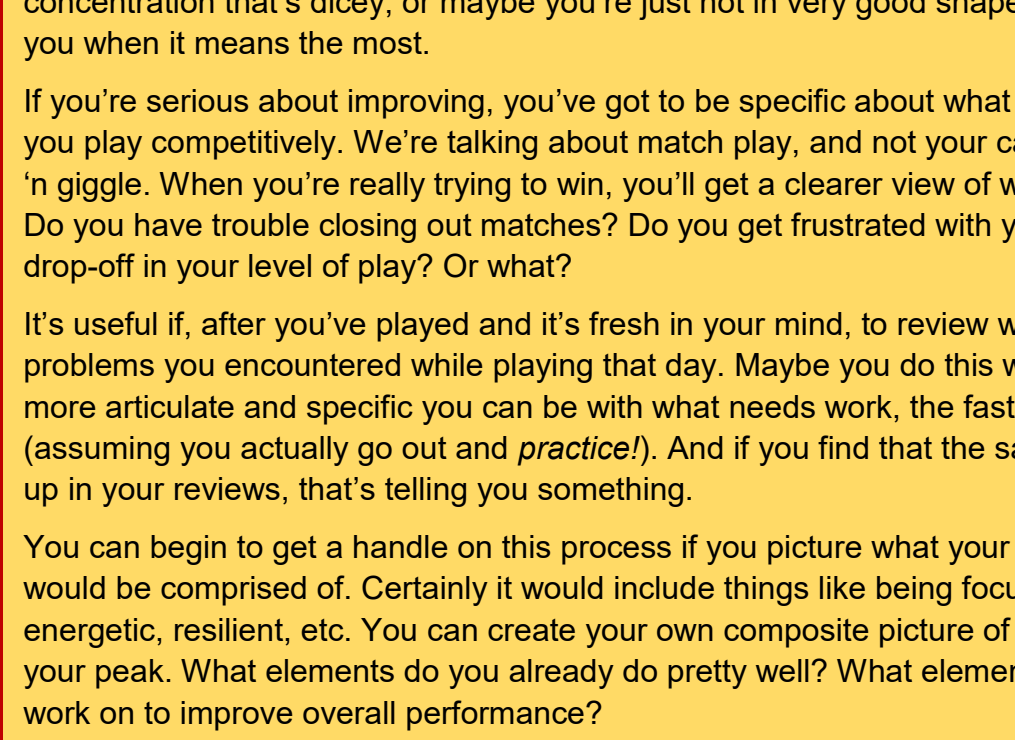 concentration that's dicey, or maybe you're just not in very good shape
you when it means the most.
If you're serious about improving, you've got to be specific about what
you play competitively. We're talking about match play, and not your
‘n giggle. When you're really trying to win, you'll get a clearer view of
Do you have trouble closing out matches? Do you get frustrated with
drop-off in your level of play? Or what?
It's useful if, after you've played and it's fresh in your mind, to review
problems you encountered while playing that day. Maybe you do this
more articulate and specific you can be with what needs work, the
(assuming you actually go out and practice!). And if you find that the
up in your reviews, that's telling you something.
You can begin to get a handle on this process if you picture what your
would be comprised of. Certainly it would include things like being
energetic, resilient, etc. You can create your own composite picture of
your peak. What elements do you already do pretty well? What
work on to improve overall performance?